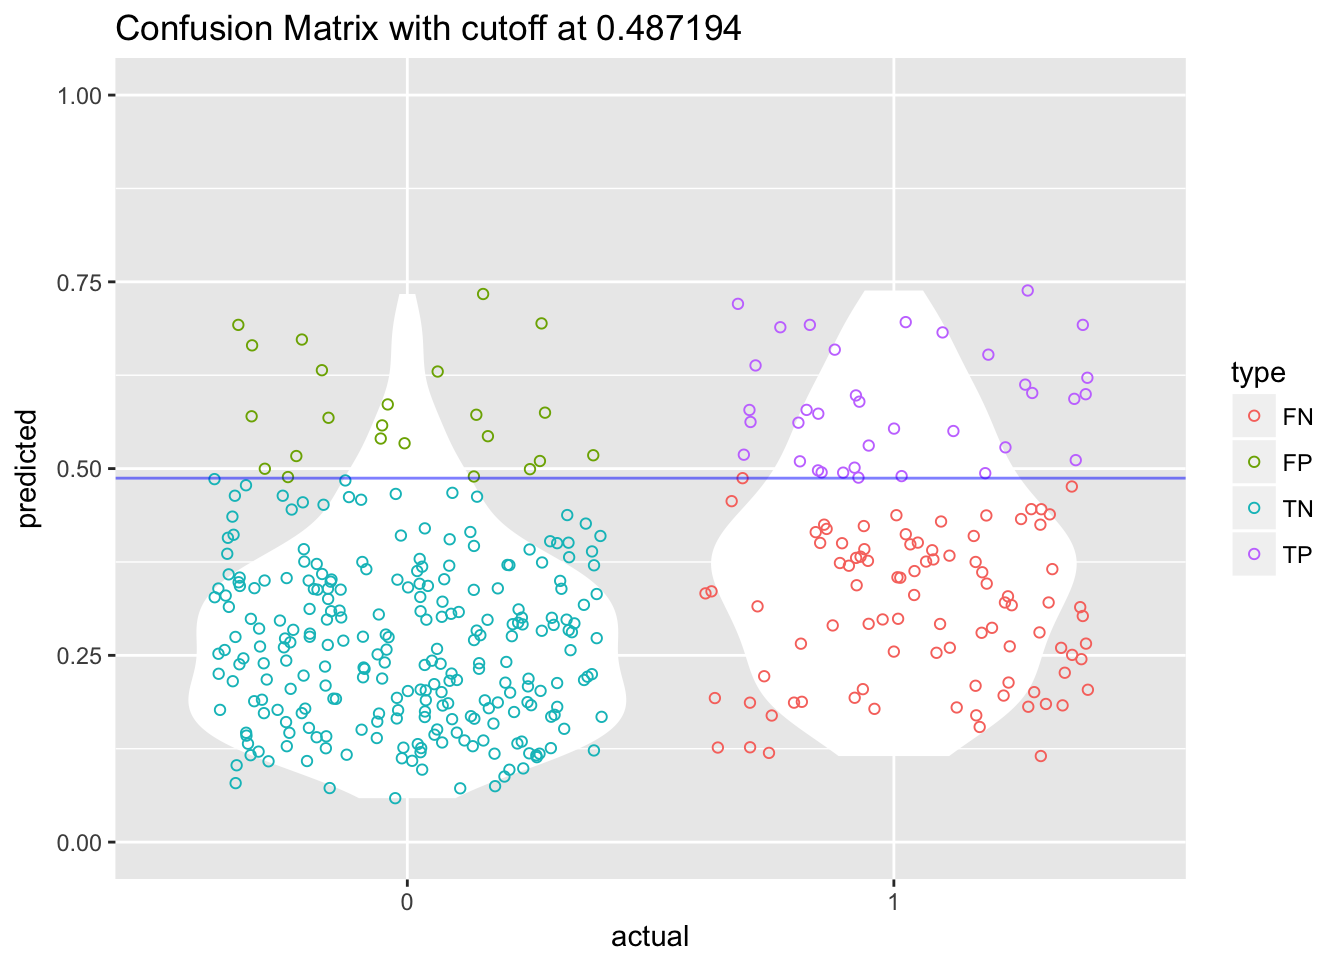 Confusion Matrix with cutoff at 0.487194
1.00
0.75
0.50
0.25
0.00
predicted
0
1
actual
type
FN
FP
TN
TP